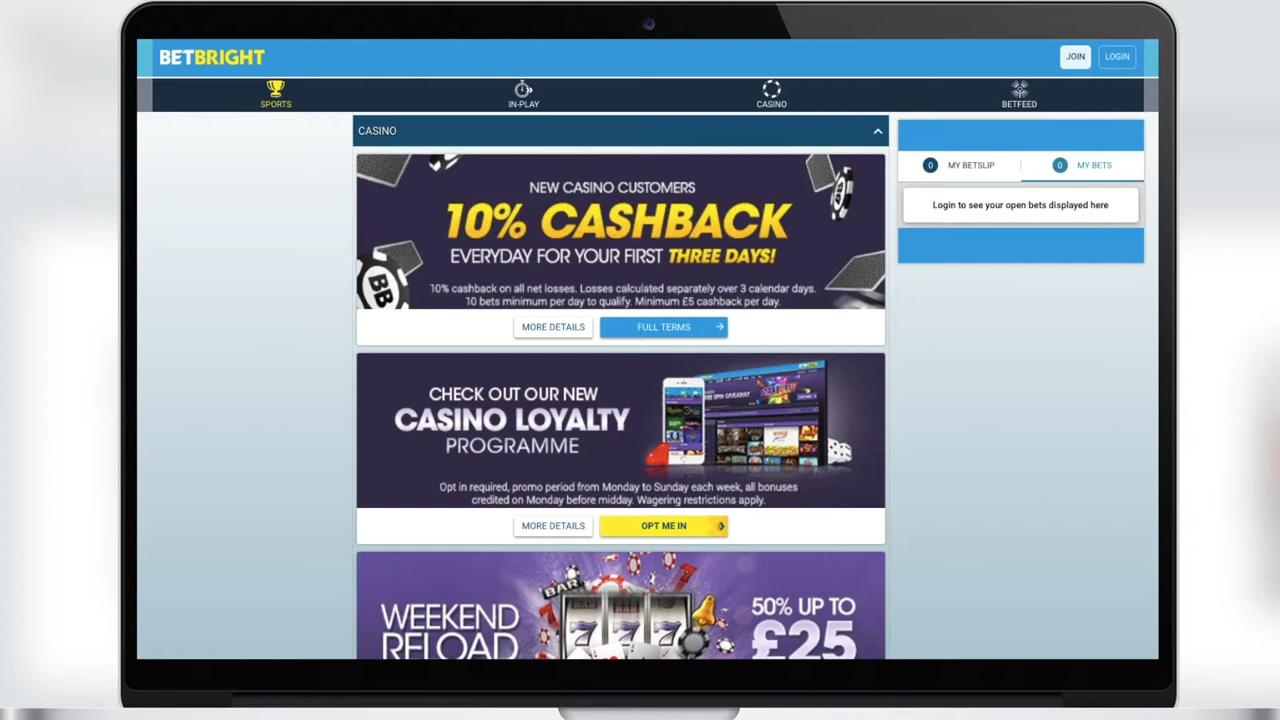 BETBRIGHT
JOIN
LOGIN
SPORTS
IN-PLAY
CASINO
BETFEED
CASINO
NEW CASINO CUSTOMERS
10% CASHBACK
EVERYDAY FOR YOUR FIRST THREE DAYS!
10% cashback on all net losses. Losses calculated separately over 3 calendar days.
10 bets minimum per day to qualify. Minimum £5 cashback per day.
BB
MORE DETAILS
FULL TERMS
CHECK OUT OUR NEW
CASINO LOYALTY
PROGRAMME
Opt in required, promo period from Monday to Sunday each week, all bonuses
credited on Monday before midday. Wagering restrictions apply.
MORE DETAILS
OPT ME IN
WEEKEND
RELOAD
BAR
50% UP TO
£25
0 MY BETSLIP
0 MY BETS
Login to see your open bets displayed here